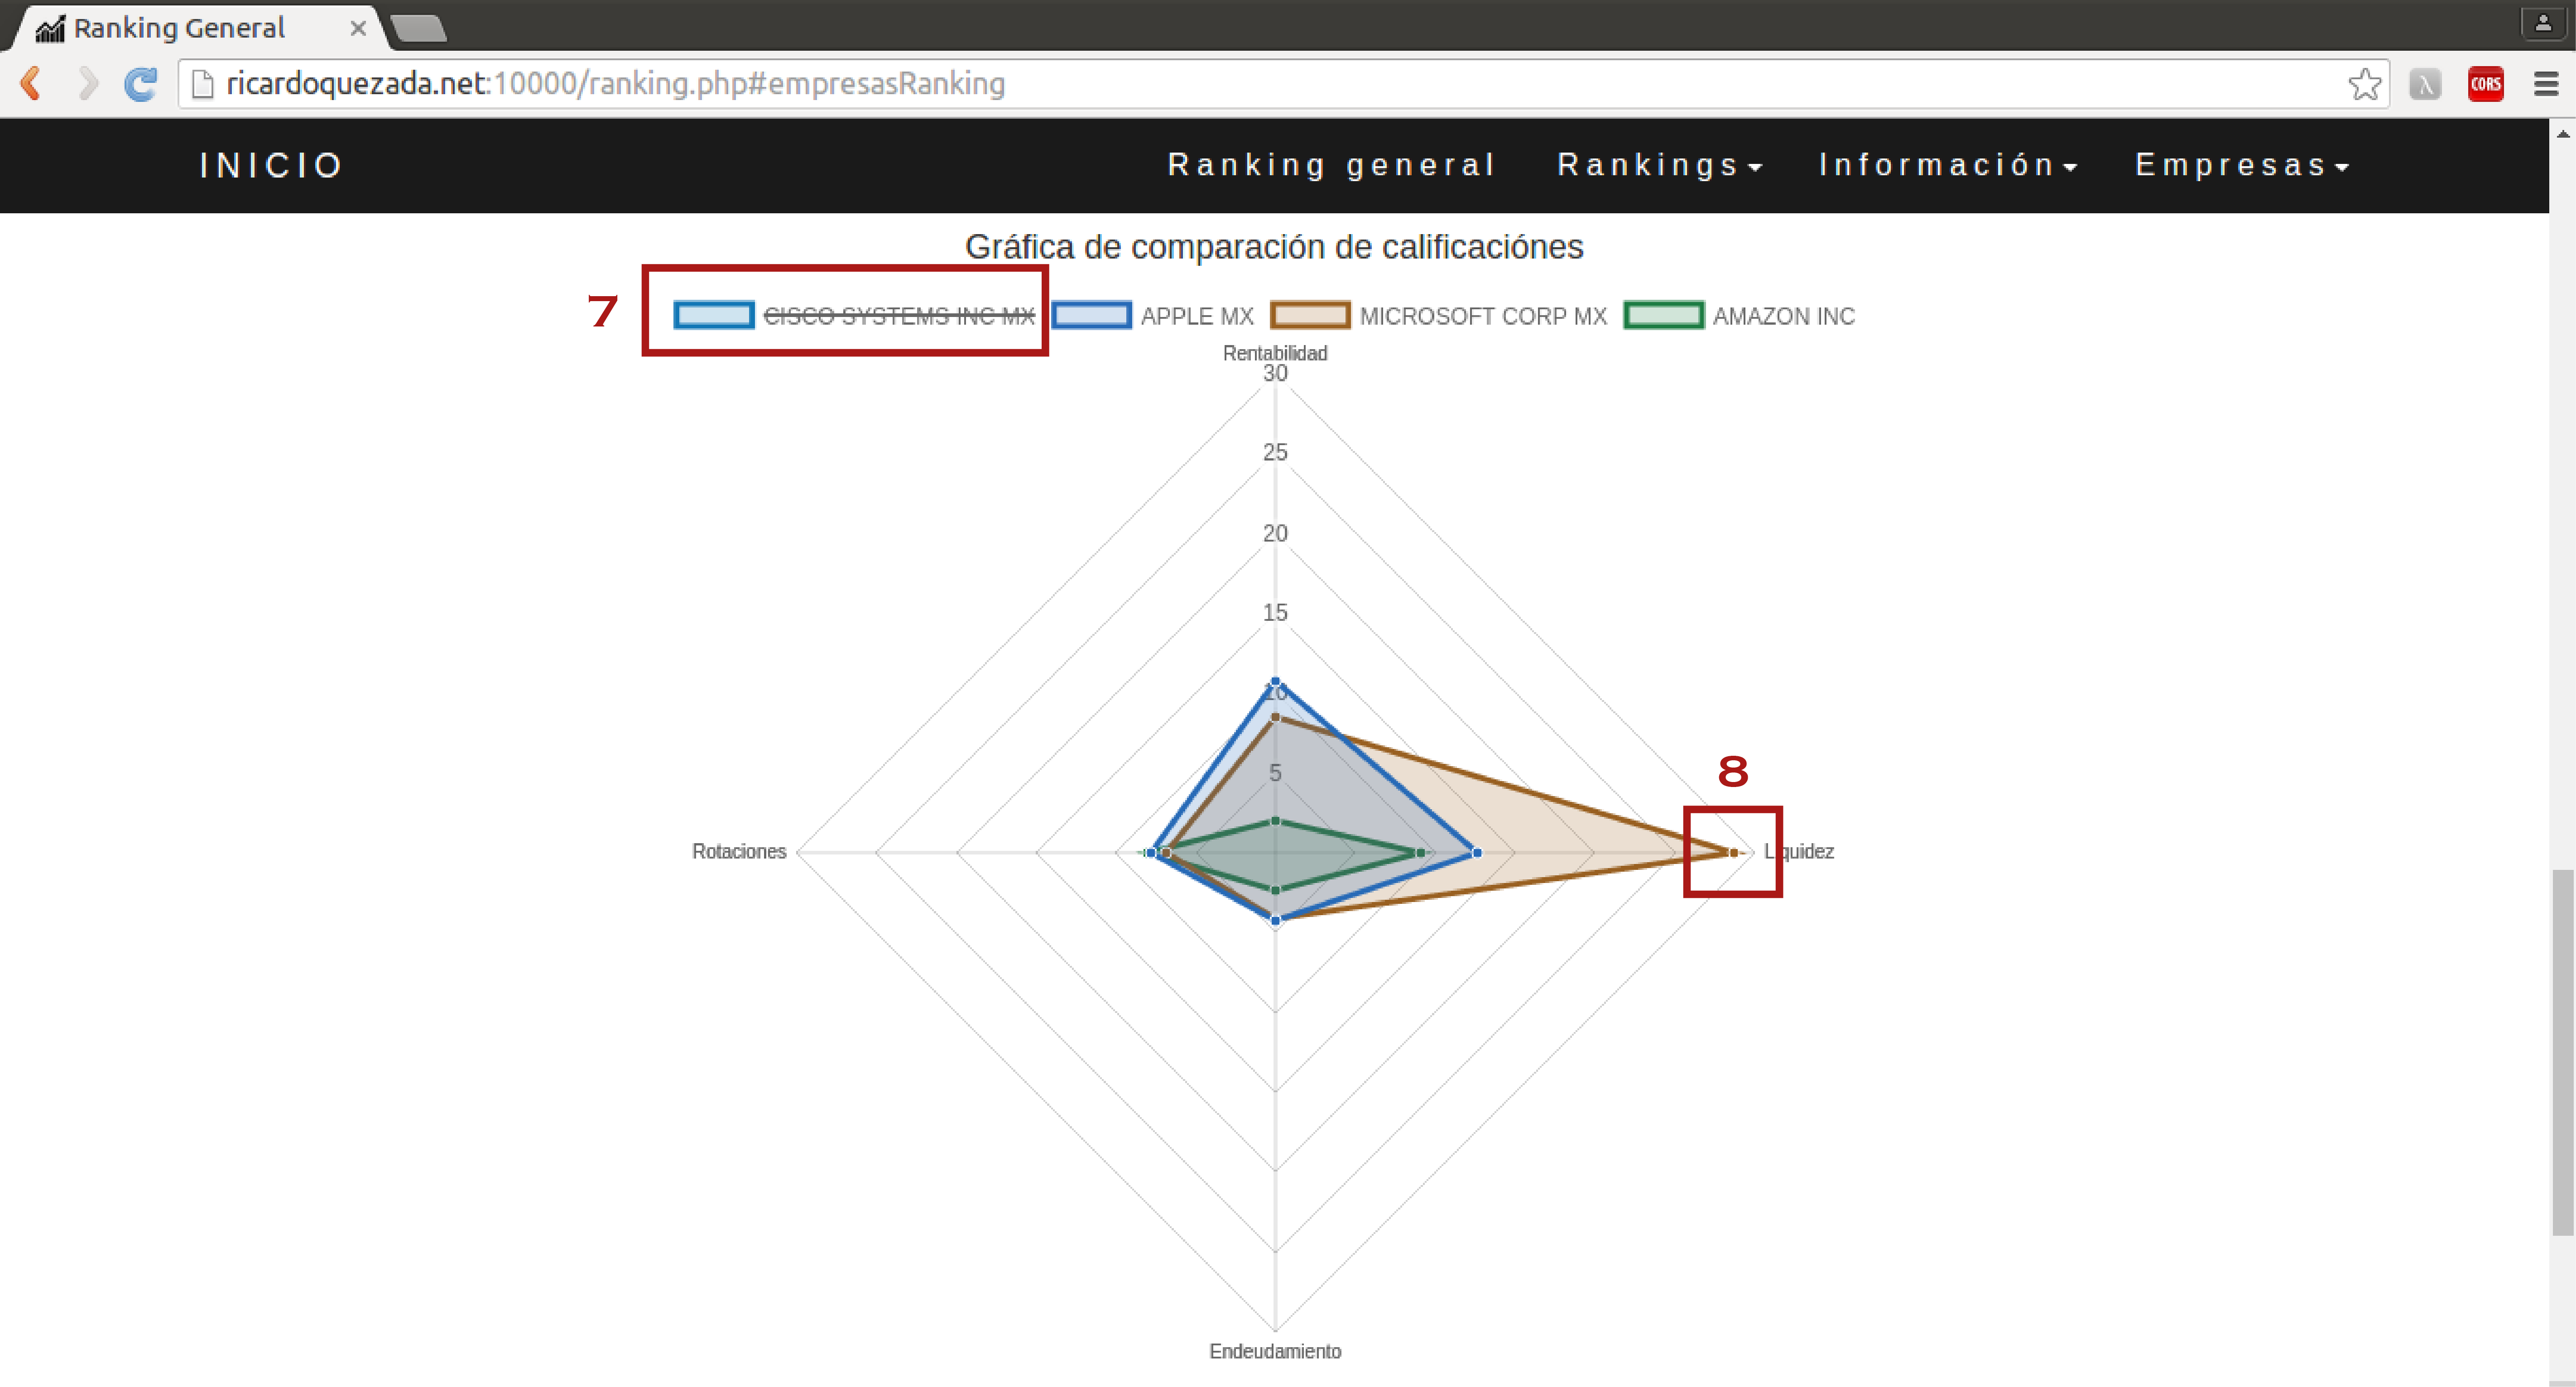 Ranking General
ricardoquezada.net:10000/ranking.php#empresasRanking
CORS
INICIO Ranking general Rankings Información Empresas
Gráfica de comparación de calificaciónes
7 CISCO SYSTEMS INC MX APPLE MX MICROSOFT CORP MX AMAZON INC
Rentabilidad
30
25
20
15
10
5
8
Rotaciones Liquidez
Endeudamiento